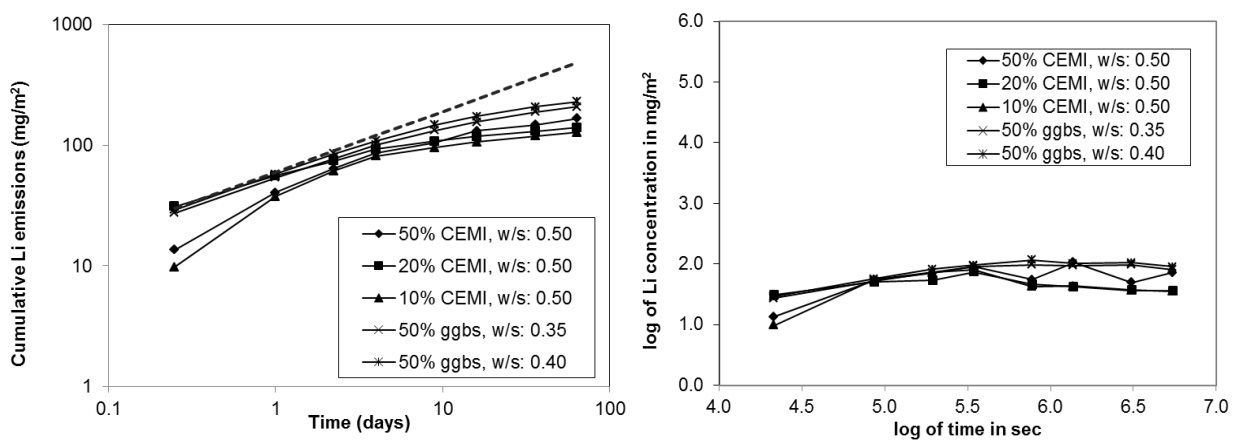 1000
100
10
1
0.1
1
10
100
Cumulative Li emissions (mg/m²)
Time (days)
50% CEMI, w/s: 0.50
20% CEMI, w/s: 0.50
10% CEMI, w/s: 0.50
50% ggbs, w/s: 0.35
50% ggbs, w/s: 0.40
6.0
5.0
4.0
3.0
2.0
1.0
0.0
4.0
4.5
5.0
5.5
6.0
6.5
7.0
log of Li concentration in mg/m²
log of time in sec
50% CEMI, w/s: 0.50
20% CEMI, w/s: 0.50
10% CEMI, w/s: 0.50
50% ggbs, w/s: 0.35
50% ggbs, w/s: 0.40